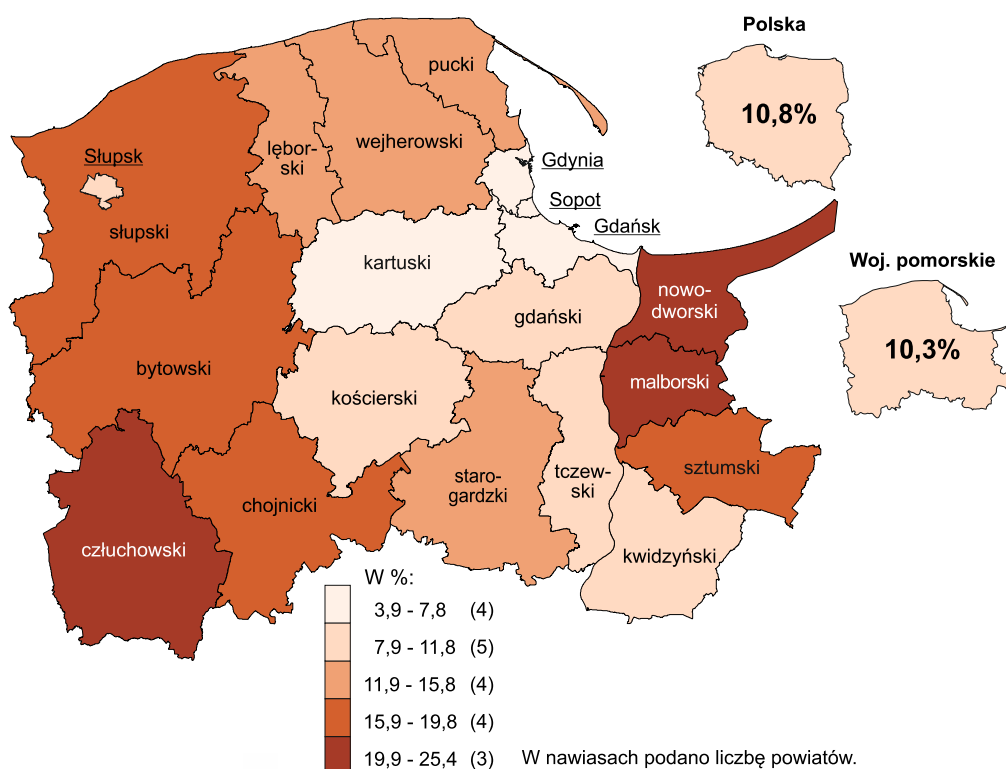 Polska
10,8%
pucki
lębor-
ski
wejherowski
Gdynia
Słupsk
Sopot
Gdańsk
słupski
kartuski
Woj. pomorskie
10,3%
nowo-
dworski
gdański
bytowski
malborski
kościerski
staro-
gardzki
tczew-
ski
sztumski
chojnicki
człuchowski
kwidzyński
W %:
3,9 - 7,8 (4)
7,9 - 11,8 (5)
11,9 - 15,8 (4)
15,9 - 19,8 (4)
19,9 - 25,4 (3)
W nawiasach podano liczbę powiatów.